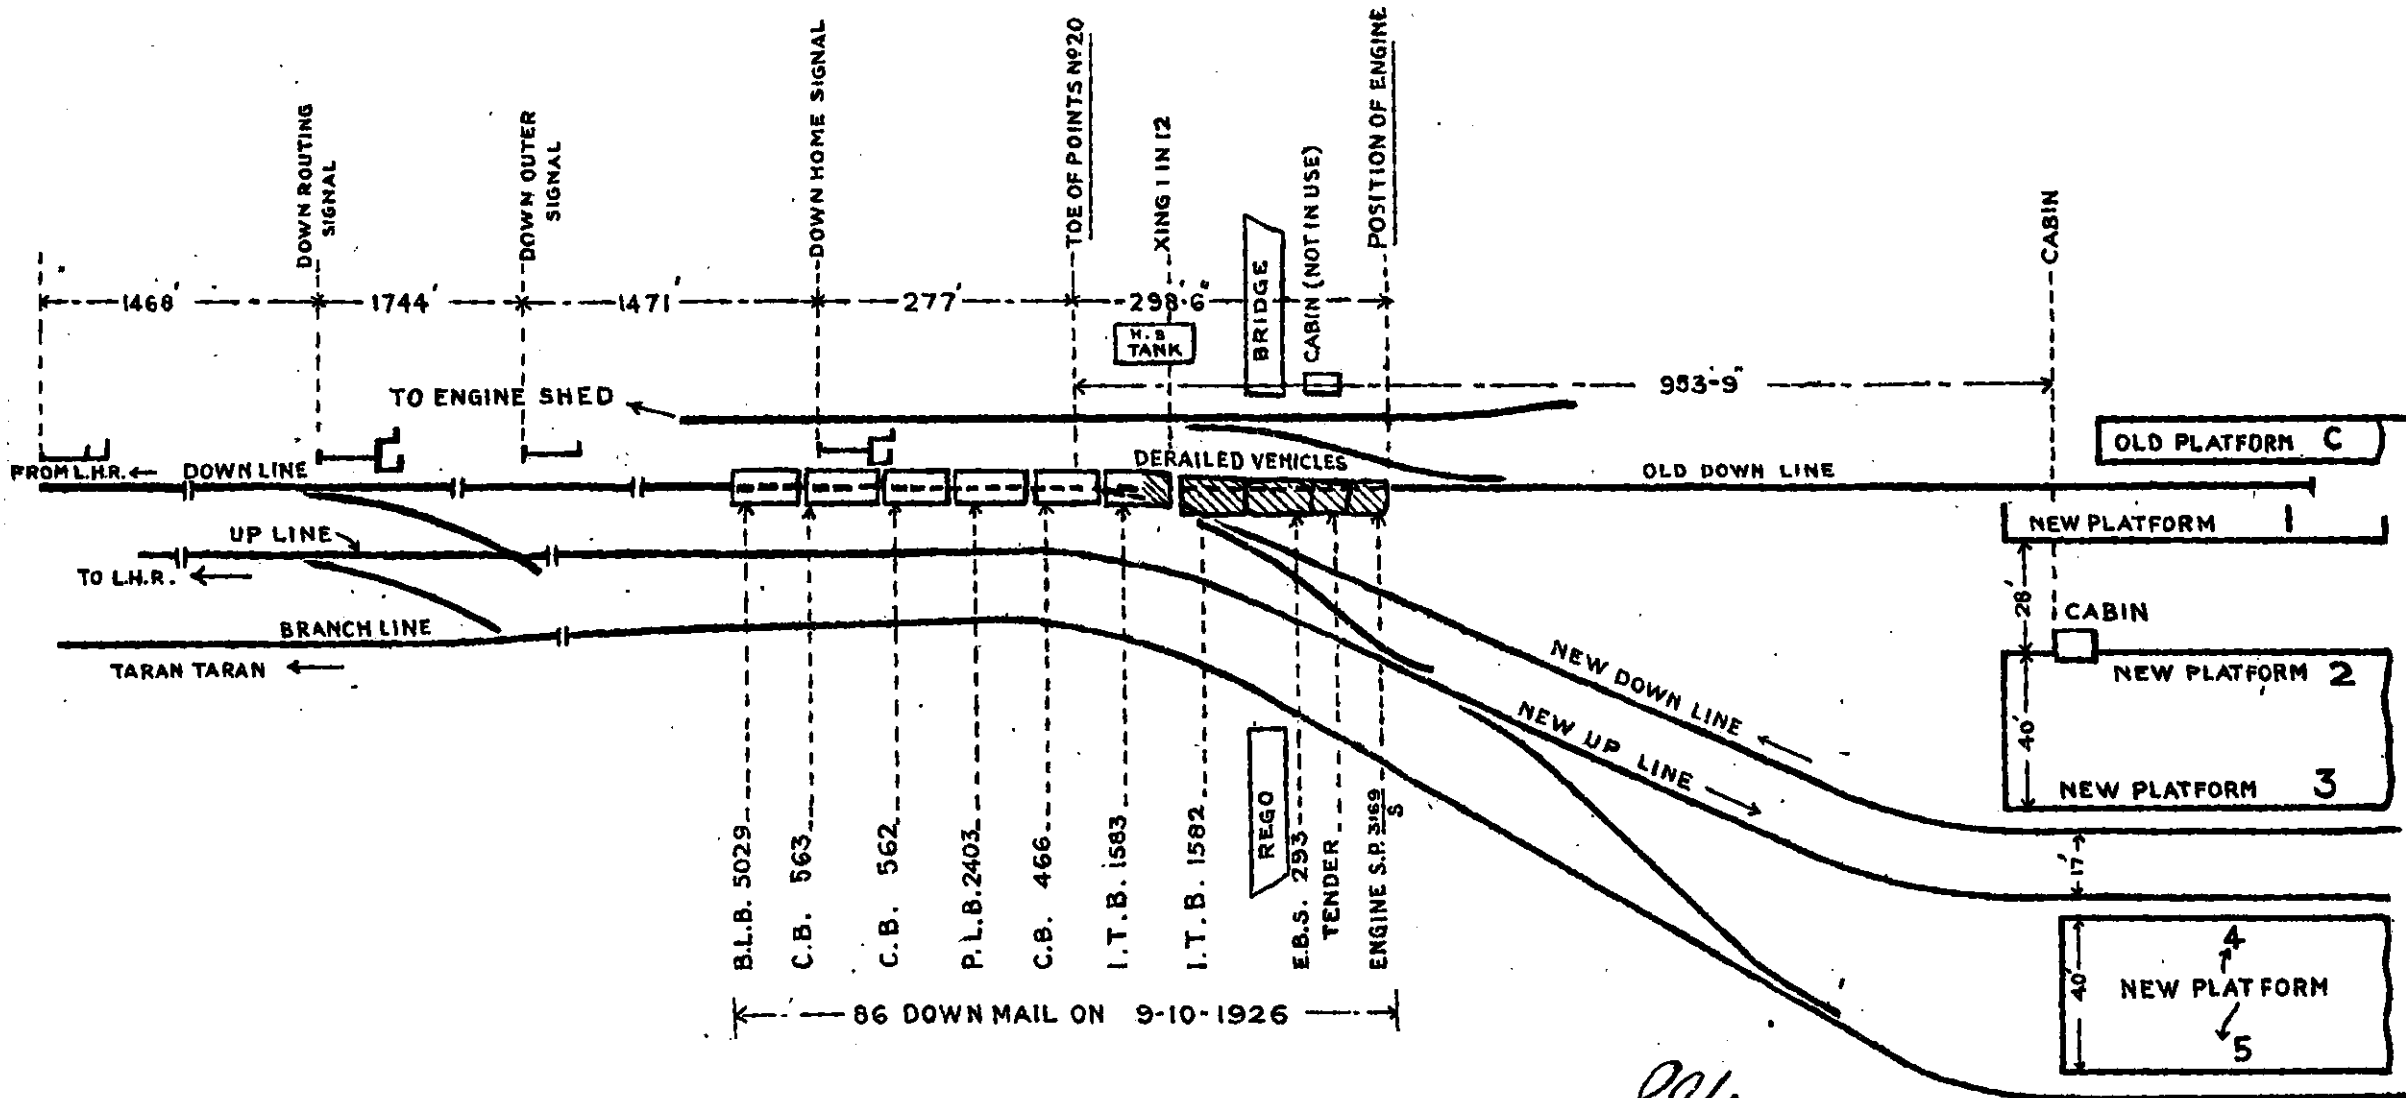 DOWN ROUTING
SIGNAL
DOWN OUTER
SIGNAL
DOWN HOME SIGNAL
TOE OF POINTS Nº20
XING 1 IN 12
BRIDGE
CABIN (NOT IN USE)
POSITION OF ENGINE
CABIN
1468'
1744'
1471'
277'
298'·6"
H.B
TANK
953'-9"
TO ENGINE SHED
OLD PLATFORM C
FROM L.H.R.
DOWN LINE
DERAILED VEHICLES
OLD DOWN LINE
NEW PLATFORM 1
UP LINE
TO L.H.R.
28'
CABIN
BRANCH LINE
TARAN TARAN
NEW DOWN LINE
NEW UP LINE
NEW PLATFORM 2
40'
NEW PLATFORM 3
B.L.B. 5029
C.B. 563
C.B. 562
P.L.B. 2403
C.B. 466
I.T.B. 1583
I.T.B. 1582
REGO
E.B.S. 293
TENDER
ENGINE S.P. 3169
S
17'
4
40'
NEW PLATFORM
5
86 DOWN MAIL ON 9-10-1926